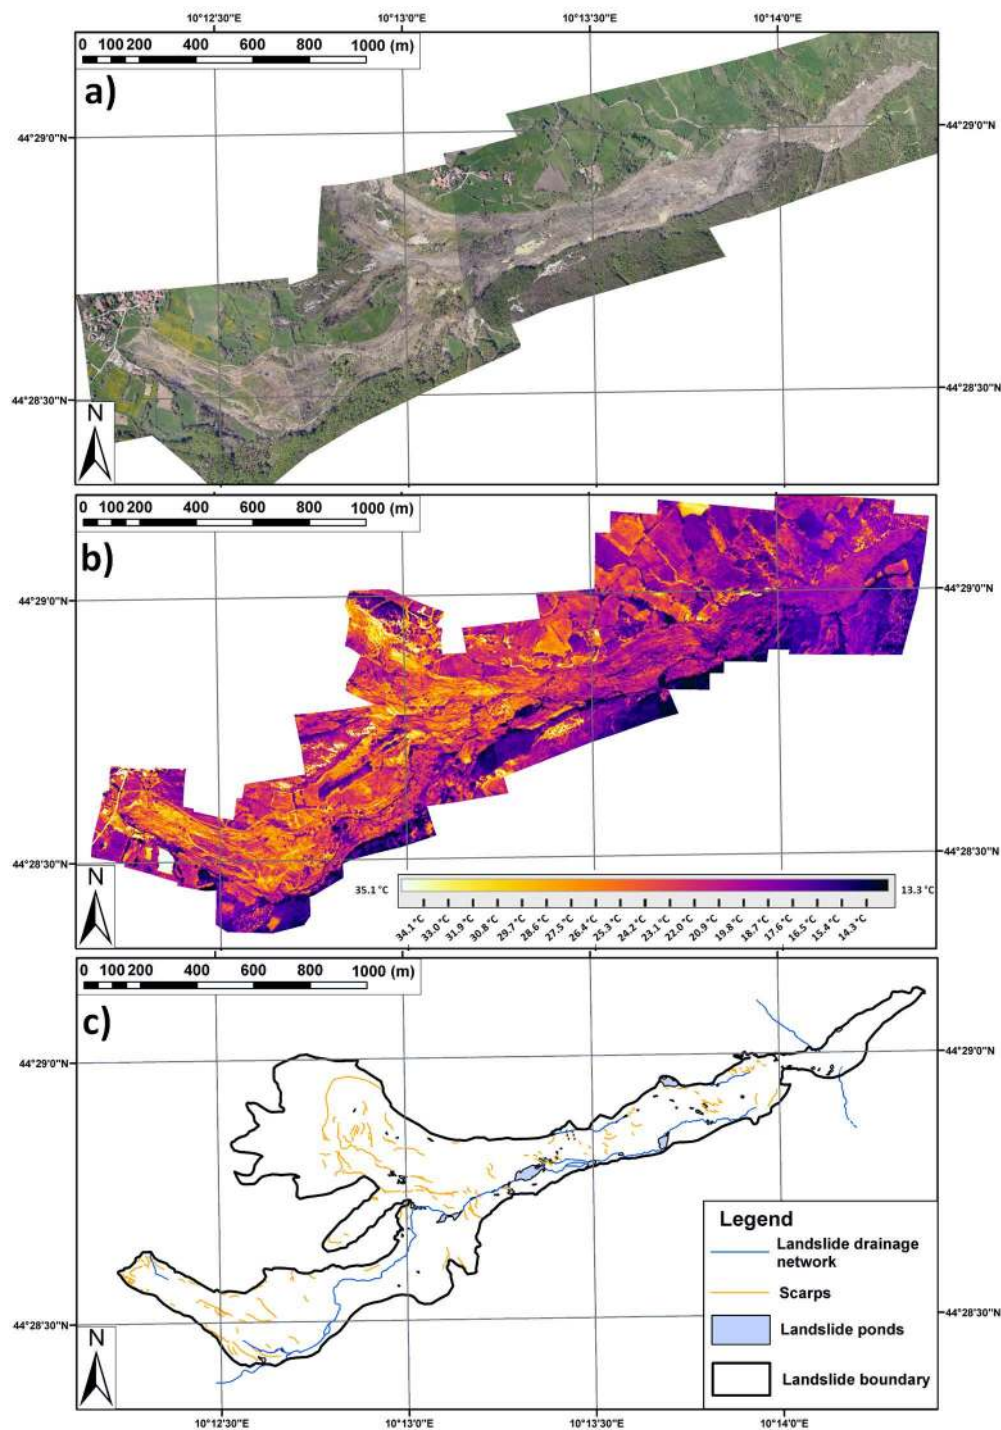 10°12'30"E 10°13'0"E 10°13'30"E 10°14'0"E
0 100 200 400 600 800 1000 (m)
a)
44°29'0"N 44°29'0"N
44°28'30"N 44°28'30"N
N
0 100 200 400 600 800 1000 (m)
b)
44°29'0"N 44°29'0"N
44°28'30"N 44°28'30"N
N
35.1 °C 13.3 °C
34.1 °C 33.0 °C 31.9 °C 30.8 °C 29.7 °C 28.6 °C 27.5 °C 26.4 °C 25.3 °C 24.2 °C 23.1 °C 22.0 °C 20.9 °C 19.8 °C 18.7 °C 17.6 °C 16.5 °C 15.4 °C 14.3 °C
0 100 200 400 600 800 1000 (m)
c)
44°29'0"N 44°29'0"N
Legend
Landslide drainage
network
Scarps
Landslide ponds
Landslide boundary
44°28'30"N 44°28'30"N
N
10°12'30"E 10°13'0"E 10°13'30"E 10°14'0"E